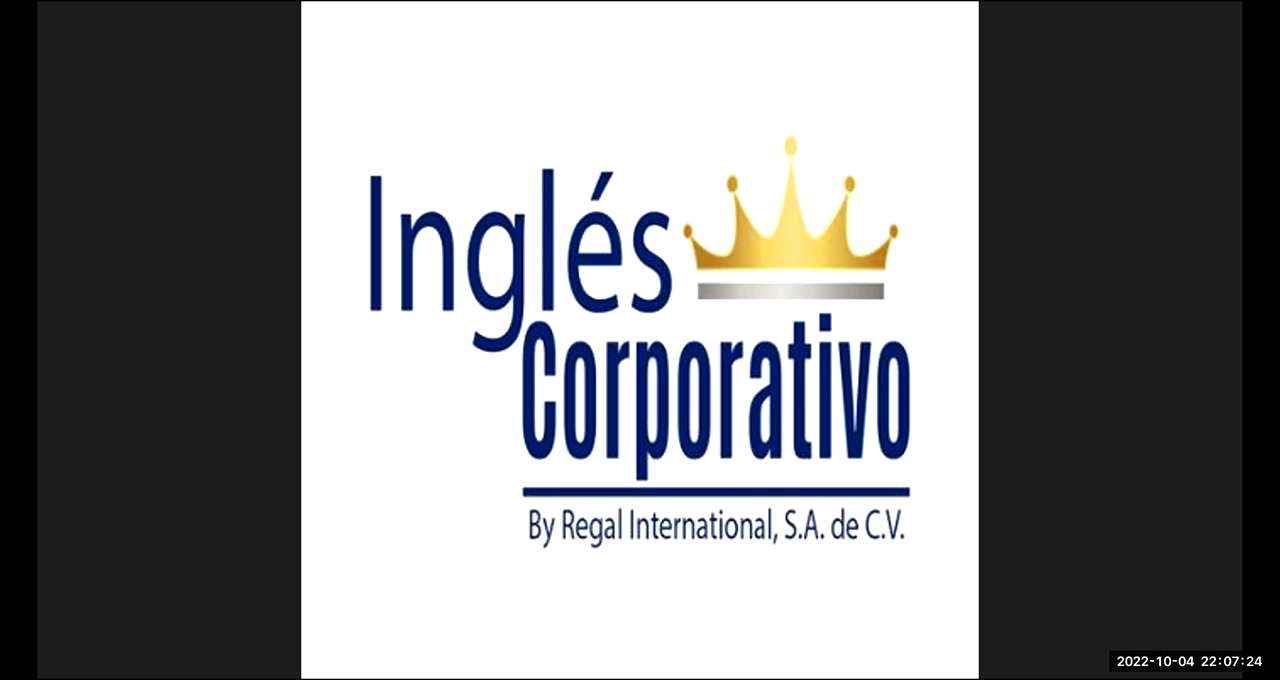 Inglés
Corporativo
By Regal International, S.A. de C.V.
2022-10-04 22:07:24